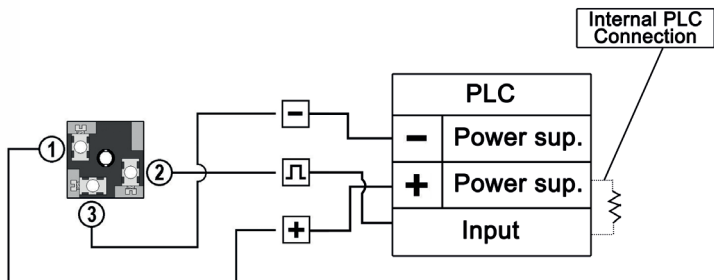 Internal PLC
Connection
PLC
− Power sup.
+ Power sup.
Input
1
2
3
−
+